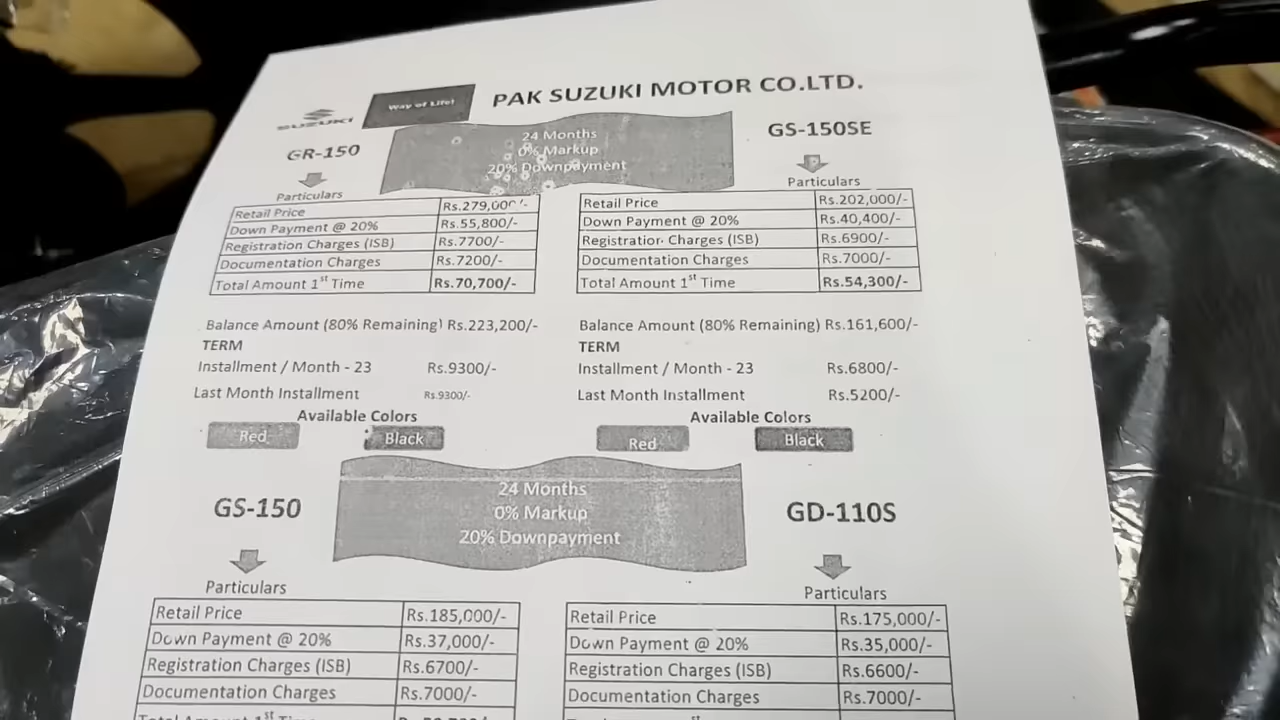 SUZUKI
Way of Life!
PAK SUZUKI MOTOR CO.LTD.
GR-150
24 Months
0% Markup
20% Downpayment
GS-150SE
Particulars
Retail Price Rs.279,000/-
Down Payment @ 20% Rs.55,800/-
Registration Charges (ISB) Rs.7700/-
Documentation Charges Rs.7200/-
Total Amount 1st Time Rs.70,700/-
Particulars
Retail Price Rs.202,000/-
Down Payment @ 20% Rs.40,400/-
Registration Charges (ISB) Rs.6900/-
Documentation Charges Rs.7000/-
Total Amount 1st Time Rs.54,300/-
Balance Amount (80% Remaining) Rs.223,200/-
TERM
Installment / Month - 23 Rs.9300/-
Last Month Installment Rs.9300/-
Available Colors
Red Black
Balance Amount (80% Remaining) Rs.161,600/-
TERM
Installment / Month - 23 Rs.6800/-
Last Month Installment Rs.5200/-
Available Colors
Red Black
GS-150
24 Months
0% Markup
20% Downpayment
GD-110S
Particulars
Retail Price Rs.185,000/-
Down Payment @ 20% Rs.37,000/-
Registration Charges (ISB) Rs.6700/-
Documentation Charges Rs.7000/-
Total Amount 1st Time
Particulars
Retail Price Rs.175,000/-
Down Payment @ 20% Rs.35,000/-
Registration Charges (ISB) Rs.6600/-
Documentation Charges Rs.7000/-